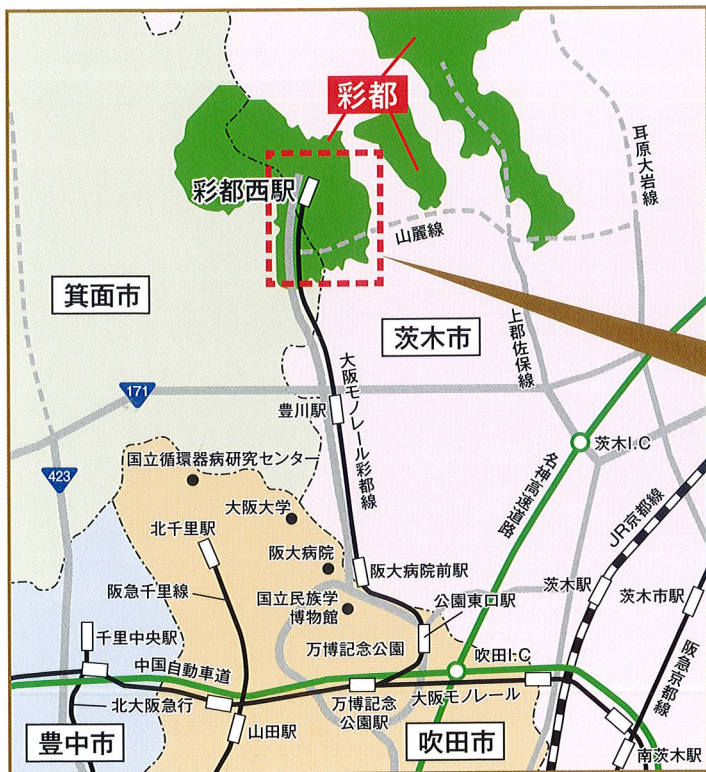 彩都
彩都西駅
耳原大岩線
山麗線
箕面市
茨木市
上郡佐保線
171
大阪モノレール彩都線
豊川駅
茨木I.C
423
国立循環器病研究センター
名神高速道路
JR京都線
大阪大学
北千里駅
阪大病院
阪大病院前駅
茨木駅
茨木市駅
阪急千里線
国立民族学
博物館
公園東口駅
千里中央駅
万博記念公園
阪急京都線
中国自動車道
吹田I.C
北大阪急行
万博記念
公園駅
大阪モノレール
山田駅
豊中市
吹田市
南茨木駅